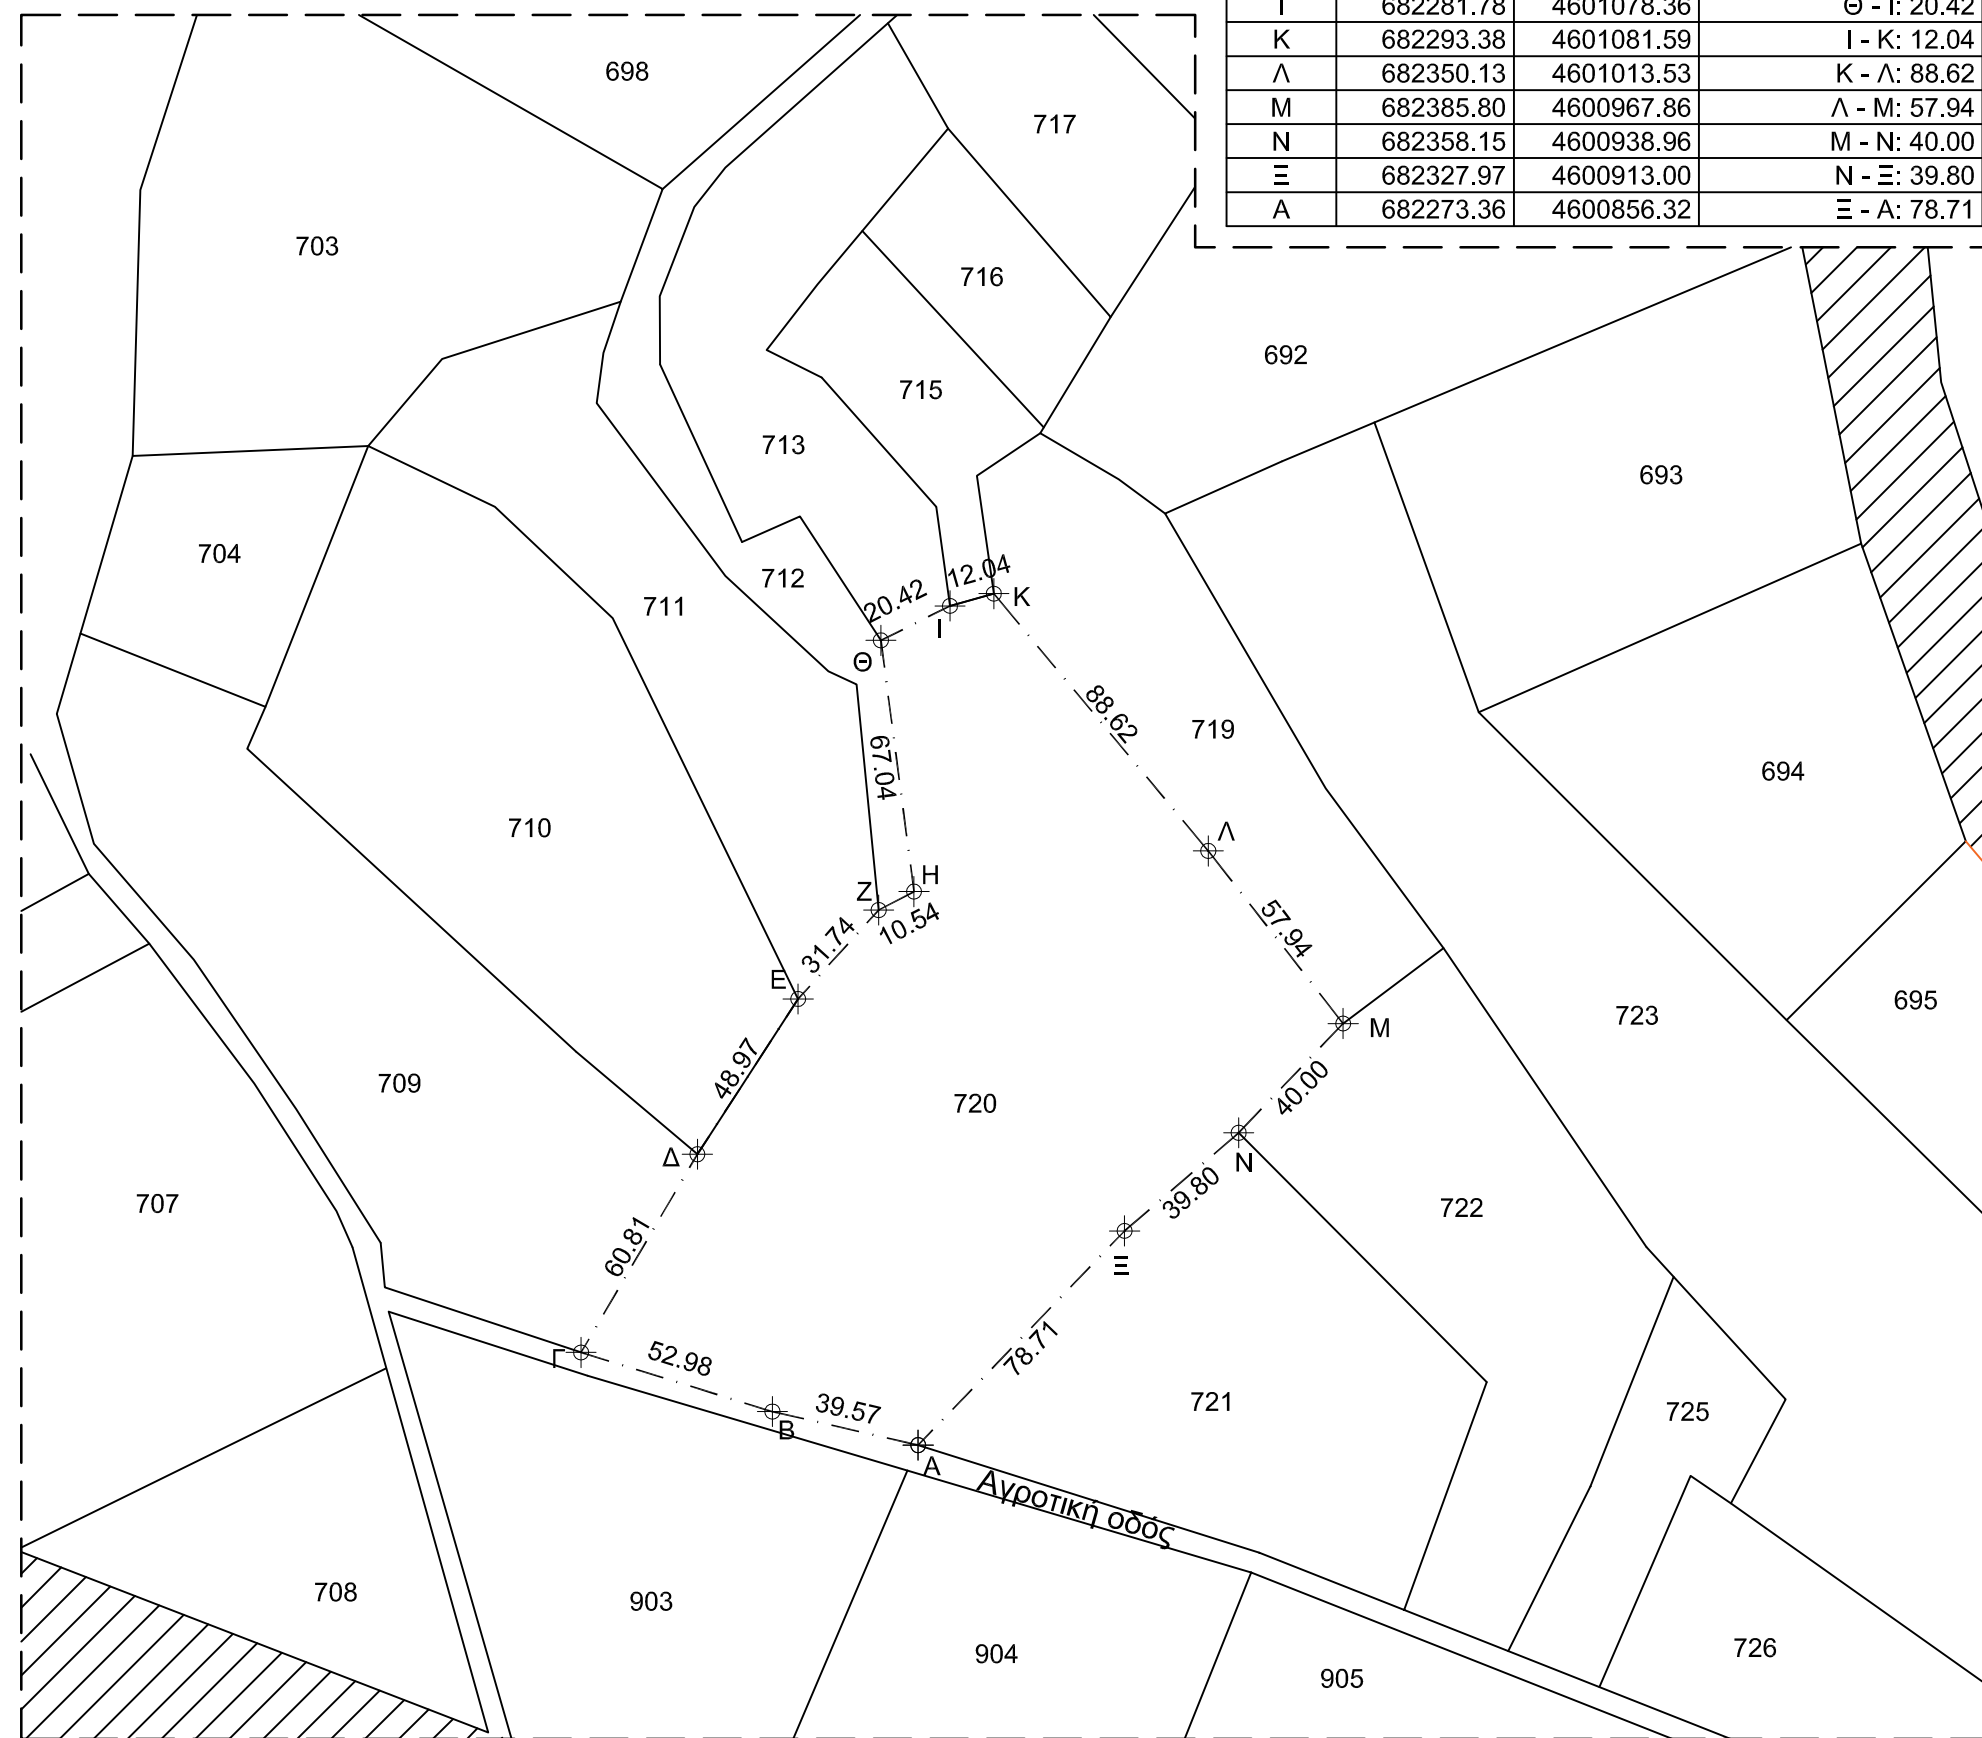 Ι 682281.78 4601078.36 Θ - Ι: 20.42
Κ 682293.38 4601081.59 Ι - Κ: 12.04
Λ 682350.13 4601013.53 Κ - Λ: 88.62
Μ 682385.80 4600967.86 Λ - Μ: 57.94
Ν 682358.15 4600938.96 Μ - Ν: 40.00
Ξ 682327.97 4600913.00 Ν - Ξ: 39.80
Α 682273.36 4600856.32 Ξ - Α: 78.71
698
717
703
716
692
715
713
693
704
712
711
12.04
20.42
Κ
Ι
Θ
88.62
719
67.04
694
710
Λ
Η
Ζ
10.54
57.94
31.74
Ε
695
723
Μ
48.97
709
40.00
720
Δ
Ν
39.80
707
722
60.81
Ξ
78.71
52.98
Γ
39.57
721
725
Β
Α
Αγροτική οδός
708
903
904
726
905